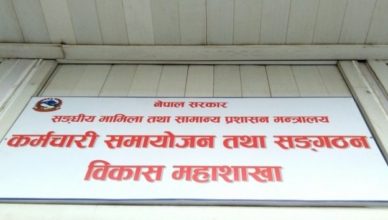 नेपाल सरकार
सङ्घीय मामिला तथा सामान्य प्रशासन मन्त्रालय
कर्मचारी समायोजन तथा सङ्गठन
विकास महाशाखा